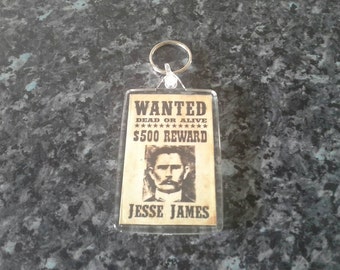 WANTED
DEAD OR ALIVE
$500 REWARD
JESSE JAMES